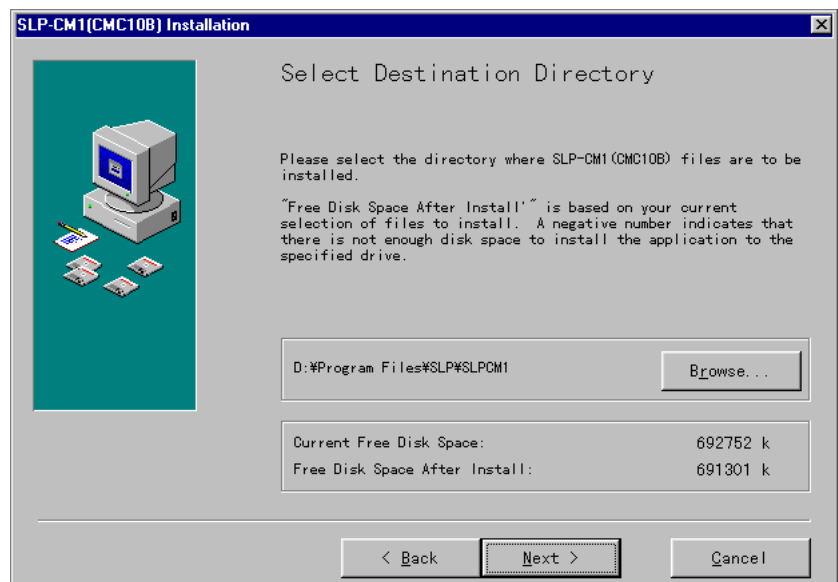 SLP-CM1(CMC10B) Installation
Select Destination Directory
Please select the directory where SLP-CM1(CMC10B) files are to be
installed.
"Free Disk Space After Install'" is based on your current
selection of files to install.  A negative number indicates that
there is not enough disk space to install the application to the
specified drive.
D:¥Program Files¥SLP¥SLPCM1
Browse...
Current Free Disk Space: 692752 k
Free Disk Space After Install: 691301 k
< Back
Next >
Cancel